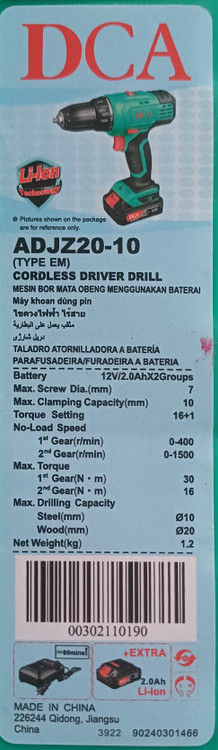 DCA
Li-Ion
Technology
Pictures shown on the package
are for reference only.
ADJZ20-10
(TYPE EM)
CORDLESS DRIVER DRILL
MESIN BOR MATA OBENG MENGGUNAKAN BATERAI
Máy khoan dùng pin
ไขควงไฟฟ้า ไร้สาย
مثقب يعمل على البطارية
دريل شارژی
TALADRO ATORNILLADORA A BATERÍA
PARAFUSADEIRA/FURADEIRA A BATERIA
Battery 12V/2.0AhX2Groups
Max. Screw Dia.(mm) 7
Max. Clamping Capacity(mm) 10
Torque Setting 16+1
No-Load Speed
1st Gear(r/min) 0-400
2nd Gear(r/min) 0-1500
Max. Torque
1st Gear(N·m) 30
2nd Gear(N·m) 16
Max. Drilling Capacity
Steel(mm) Ø10
Wood(mm) Ø20
Net Weight(kg) 1.2
00302110190
60mins
+EXTRA
2.0Ah
Li-Ion
MADE IN CHINA
226244 Qidong, Jiangsu
China
3922 90240301466